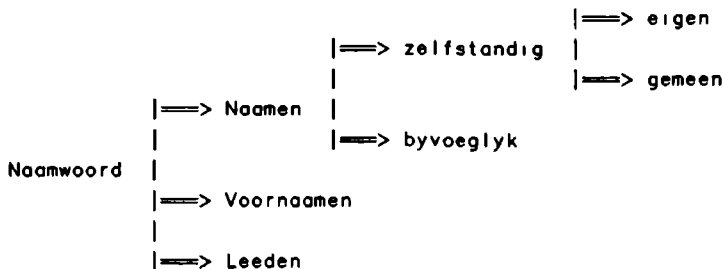 eigen
zelfstandig
gemeen
Naamen
byvoeglyk
Naamwoord
Voornaamen
Leeden